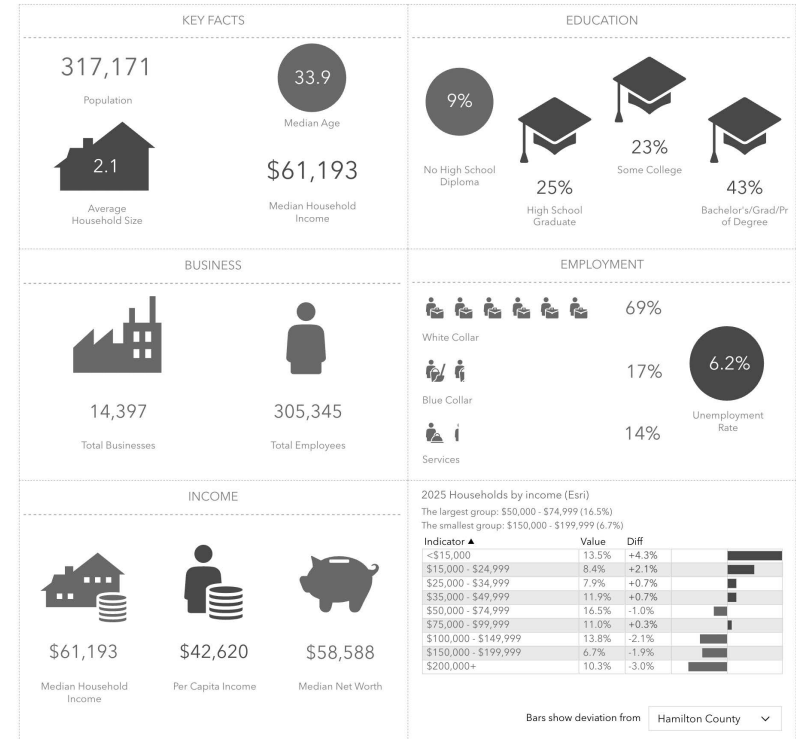 KEY FACTS
317,171
Population
33.9
Median Age
2.1
Average
Household Size
$61,193
Median Household
Income
EDUCATION
9%
No High School
Diploma
25%
High School
Graduate
23%
Some College
43%
Bachelor's/Grad/Pr
of Degree
BUSINESS
14,397
Total Businesses
305,345
Total Employees
EMPLOYMENT
69%
White Collar
17%
Blue Collar
14%
Services
6.2%
Unemployment
Rate
INCOME
$61,193
Median Household
Income
$42,620
Per Capita Income
$58,588
Median Net Worth
2025 Households by income (Esri)
The largest group: $50,000 - $74,999 (16.5%)
The smallest group: $150,000 - $199,999 (6.7%)
Indicator ▲ Value Diff
<$15,000 13.5% +4.3%
$15,000 - $24,999 8.4% +2.1%
$25,000 - $34,999 7.9% +0.7%
$35,000 - $49,999 11.9% +0.7%
$50,000 - $74,999 16.5% -1.0%
$75,000 - $99,999 11.0% +0.3%
$100,000 - $149,999 13.8% -2.1%
$150,000 - $199,999 6.7% -1.9%
$200,000+ 10.3% -3.0%
Bars show deviation from Hamilton County